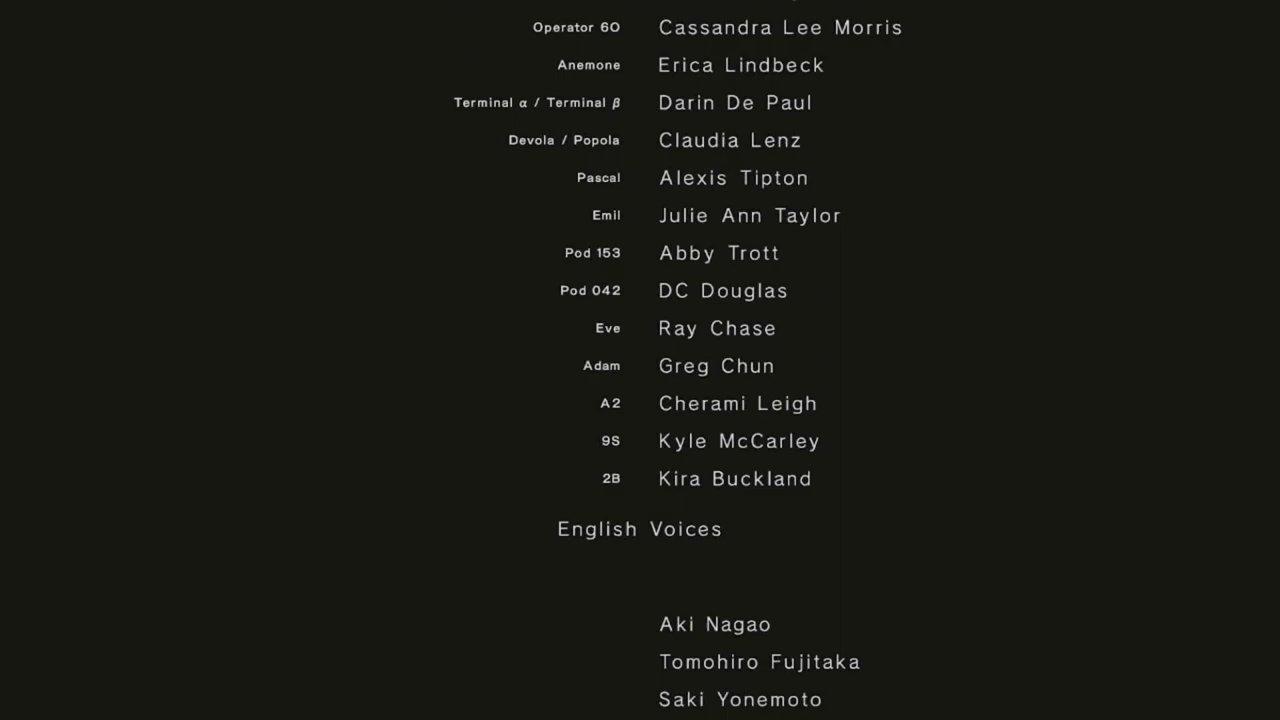 Operator 6O Cassandra Lee Morris
Anemone Erica Lindbeck
Terminal α / Terminal β Darin De Paul
Devola / Popola Claudia Lenz
Pascal Alexis Tipton
Emil Julie Ann Taylor
Pod 153 Abby Trott
Pod 042 DC Douglas
Eve Ray Chase
Adam Greg Chun
A2 Cherami Leigh
9S Kyle McCarley
2B Kira Buckland
English Voices
Aki Nagao
Tomohiro Fujitaka
Saki Yonemoto